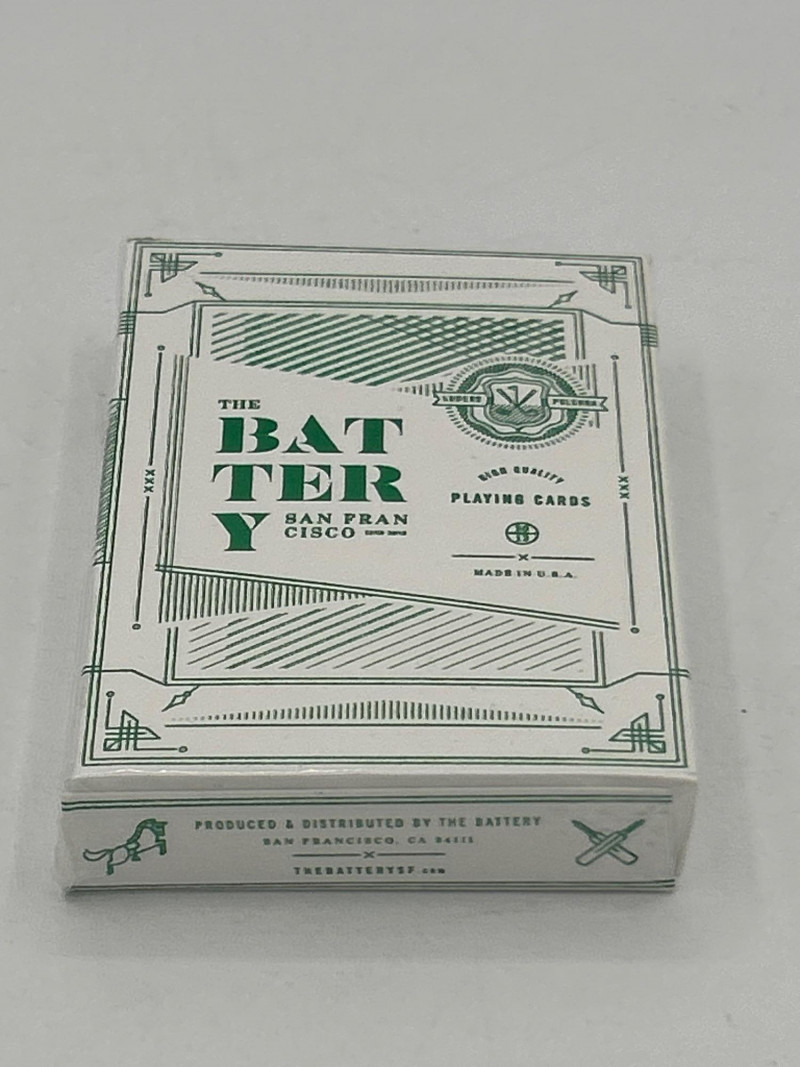 THE
BAT
TER
Y
SAN FRAN
CISCO
LUDERE PULCHRA
HIGH QUALITY
PLAYING CARDS
MADE IN U.S.A.
XXX
XXX
PRODUCED & DISTRIBUTED BY THE BATTERY
SAN FRANCISCO, CA 94111
THEBATTERYSF.com